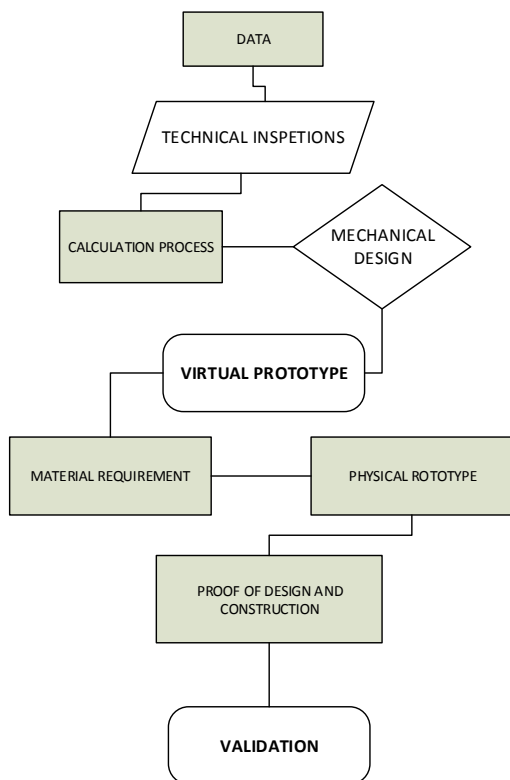 DATA
TECHNICAL INSPETIONS
CALCULATION PROCESS
MECHANICAL
DESIGN
VIRTUAL PROTOTYPE
MATERIAL REQUIREMENT
PHYSICAL ROTOTYPE
PROOF OF DESIGN AND
CONSTRUCTION
VALIDATION